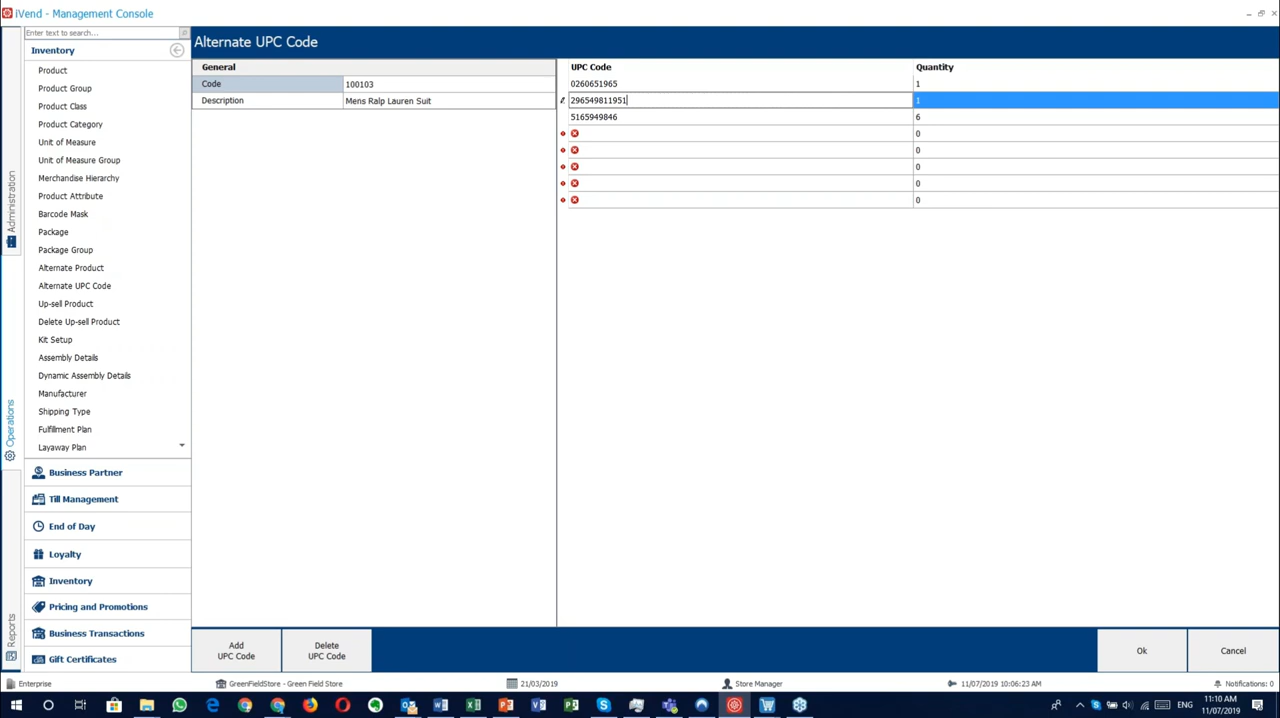 iVend - Management Console
Enter text to search...
Inventory
Product
Product Group
Product Class
Product Category
Unit of Measure
Unit of Measure Group
Merchandise Hierarchy
Product Attribute
Barcode Mask
Package
Package Group
Alternate Product
Alternate UPC Code
Up-sell Product
Delete Up-sell Product
Kit Setup
Assembly Details
Dynamic Assembly Details
Manufacturer
Shipping Type
Fulfillment Plan
Layaway Plan
Business Partner
Till Management
End of Day
Loyalty
Inventory
Pricing and Promotions
Business Transactions
Gift Certificates
Administration
Operations
Reports
Alternate UPC Code
General
Code 100103
Description Mens Ralp Lauren Suit
UPC Code Quantity
0260651965 1
296549811951 1
5165949846 6
0
0
0
0
0
Add UPC Code
Delete UPC Code
Ok
Cancel
Enterprise GreenFieldStore - Green Field Store 21/03/2019 Store Manager 11/07/2019 10:06:23 AM Notifications: 0
ENG
11:10 AM
11/07/2019